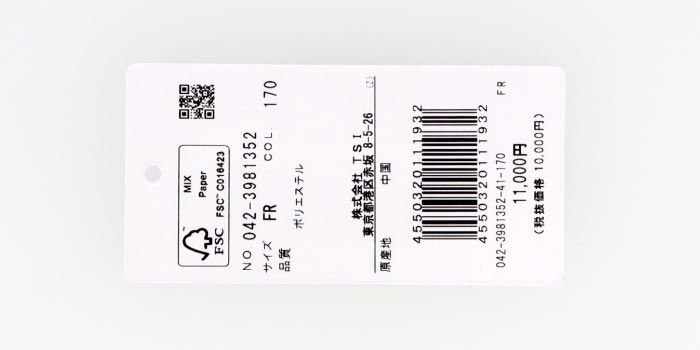 MIX
Paper
FSC™ C016423
FSC
NO. 042-3981352
サイズ FR COL. 170
品質
ポリエステル
株式会社 TSI
東京都港区赤坂 8-5-26
(2)
原産地 中国
4550320111932
4550320111932
042-3981352-41-170
FR
11,000円
(税抜価格 10,000円)